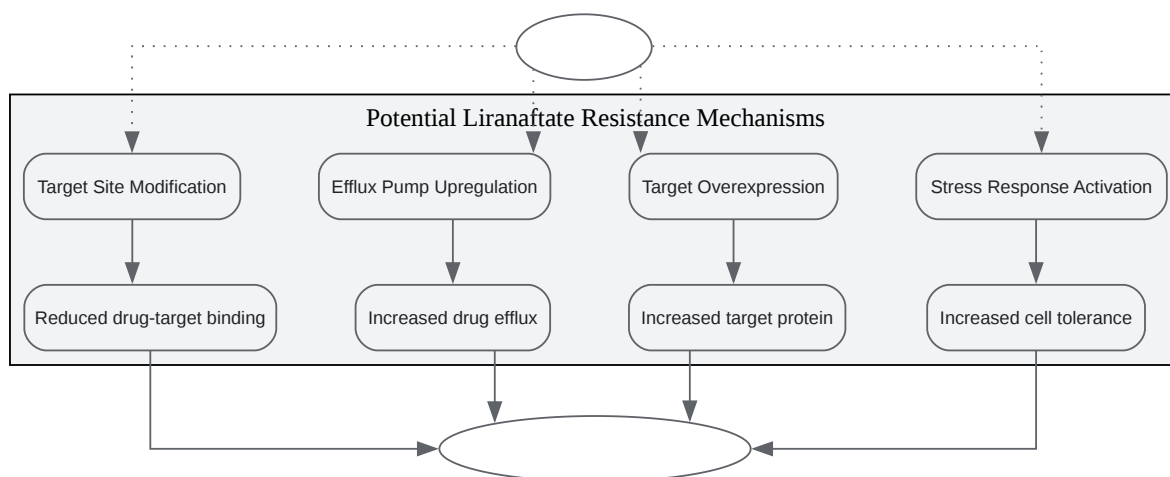 Potential Liranaftate Resistance Mechanisms
Target Site Modification
Efflux Pump Upregulation
Target Overexpression
Stress Response Activation
Reduced drug-target binding
Increased drug efflux
Increased target protein
Increased cell tolerance